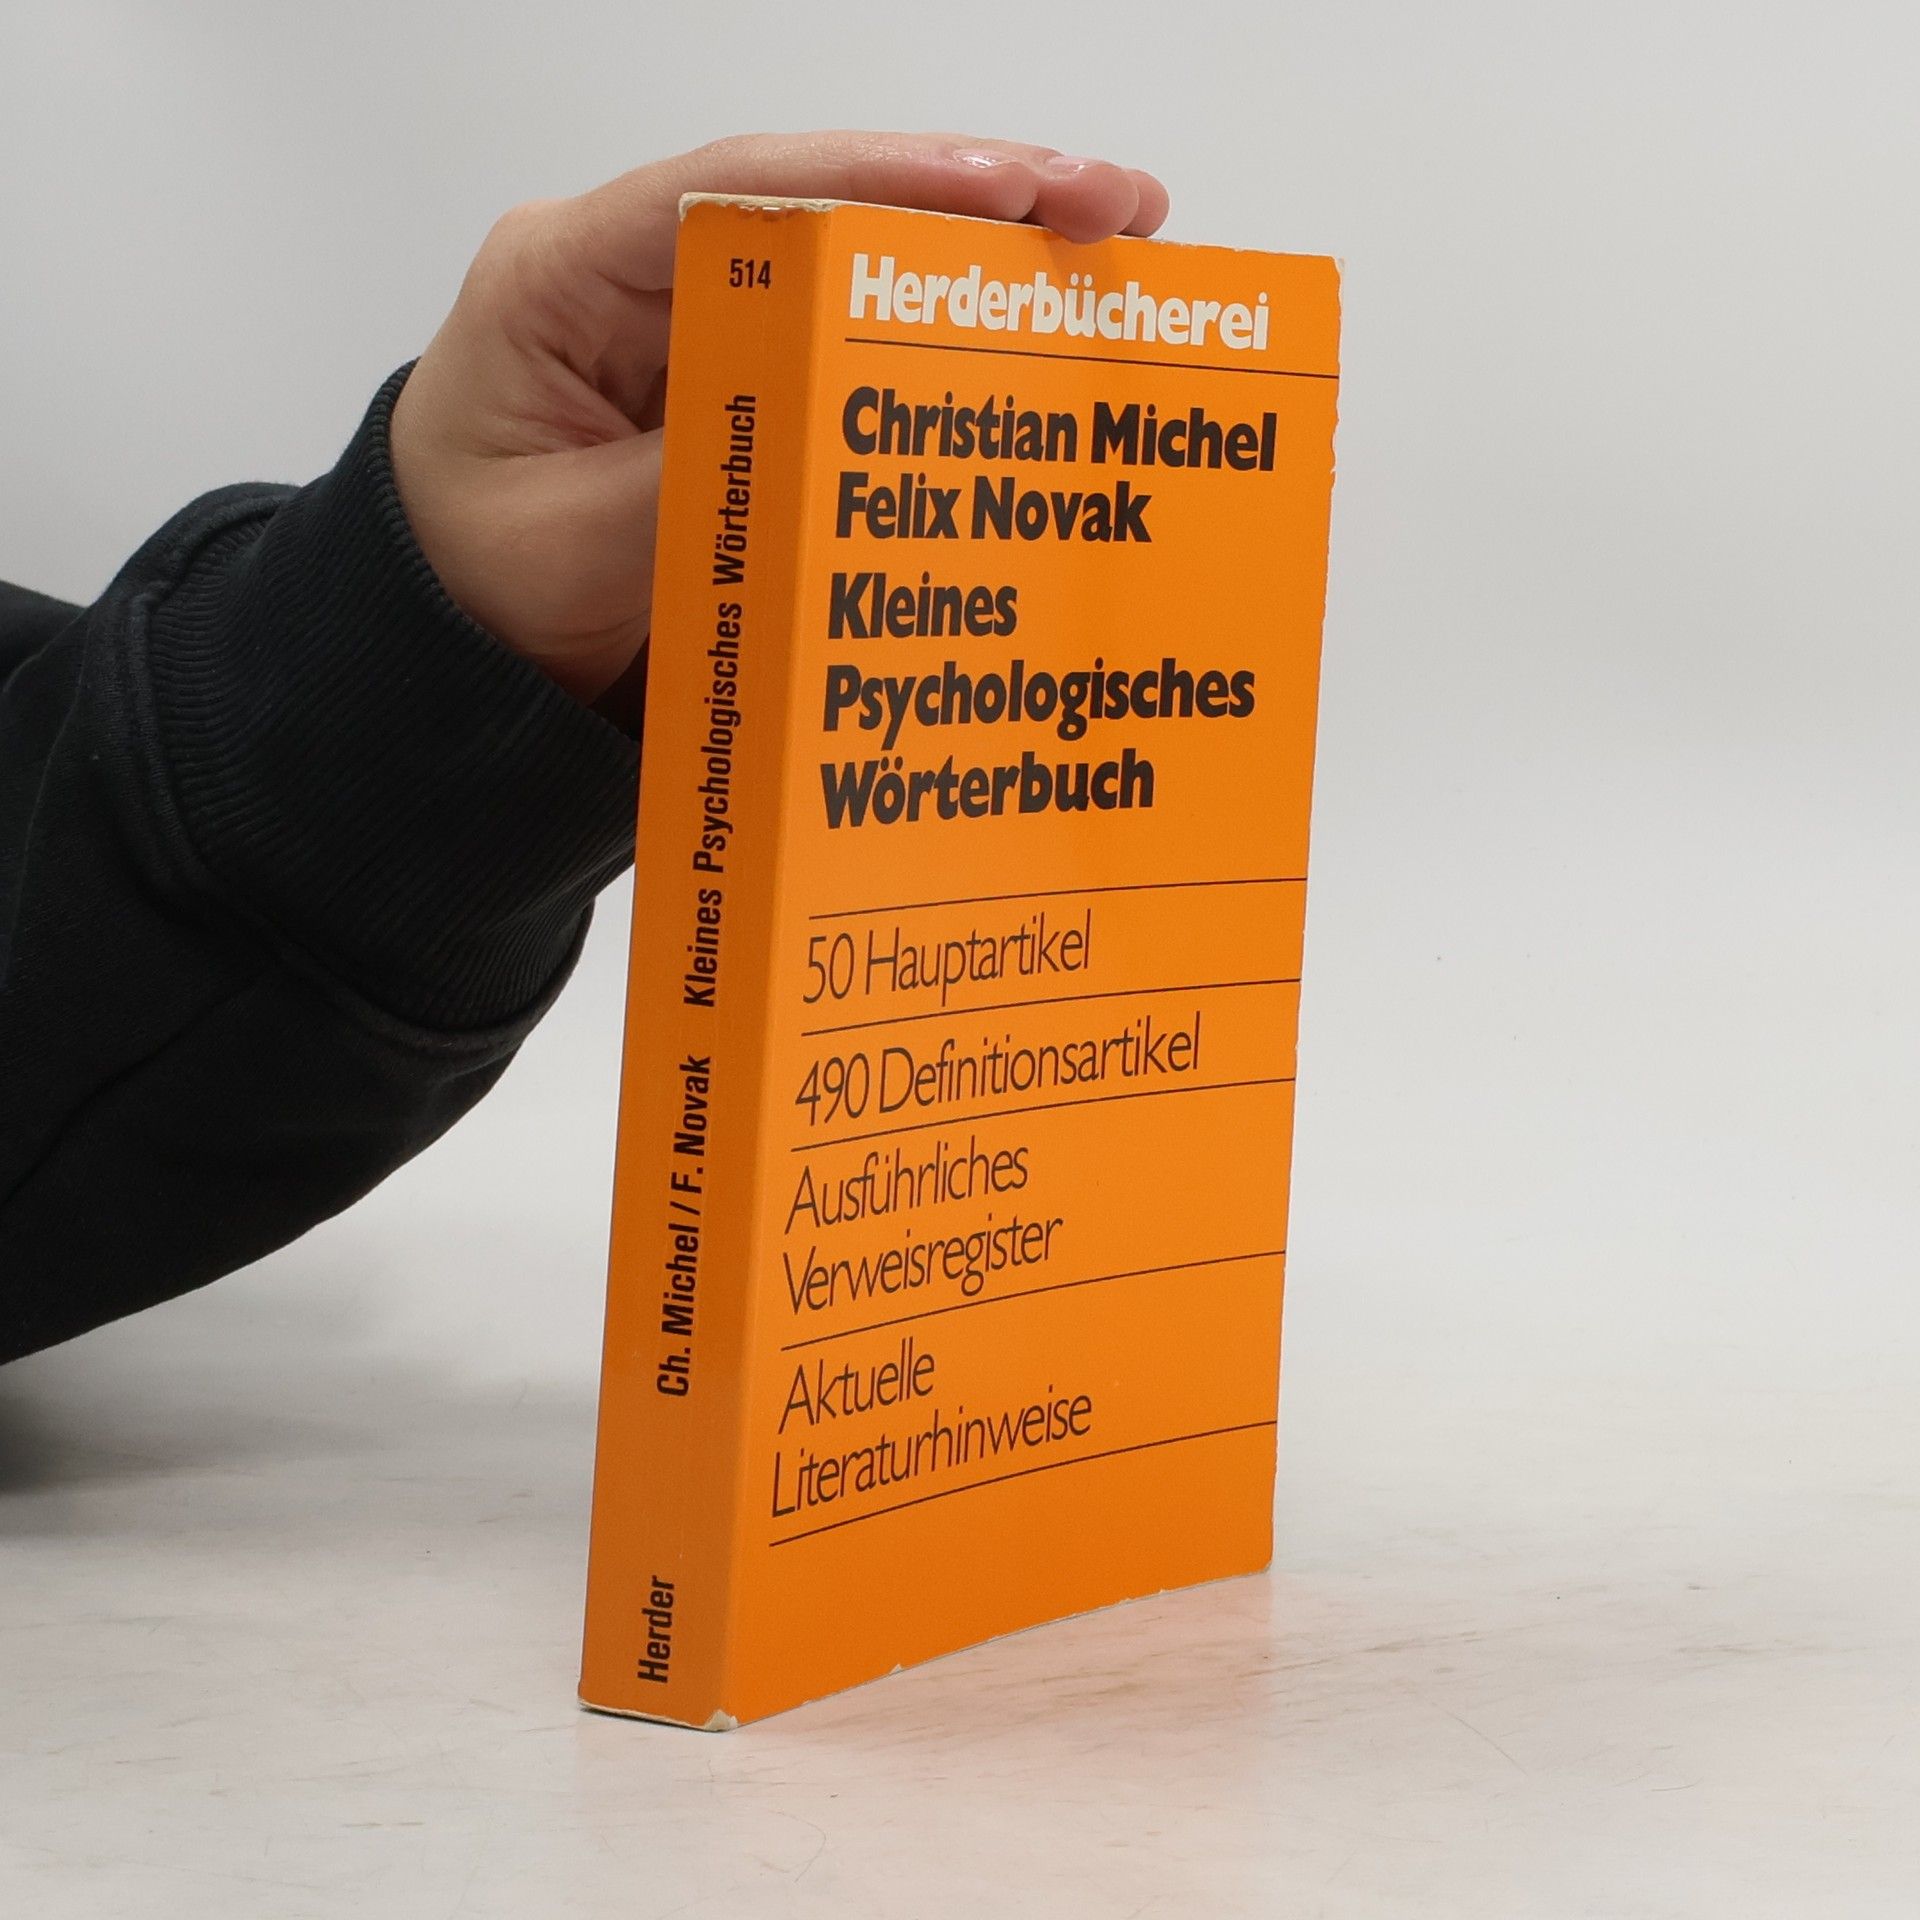 514
Ch. Michel / F. Novak Kleines Psychologisches Wörterbuch
Herder
Herderbücherei
Christian Michel
Felix Novak
Kleines
Psychologisches
Wörterbuch
50 Hauptartikel
490 Definitionsartikel
Ausführliches
Verweisregister
Aktuelle
Literaturhinweise